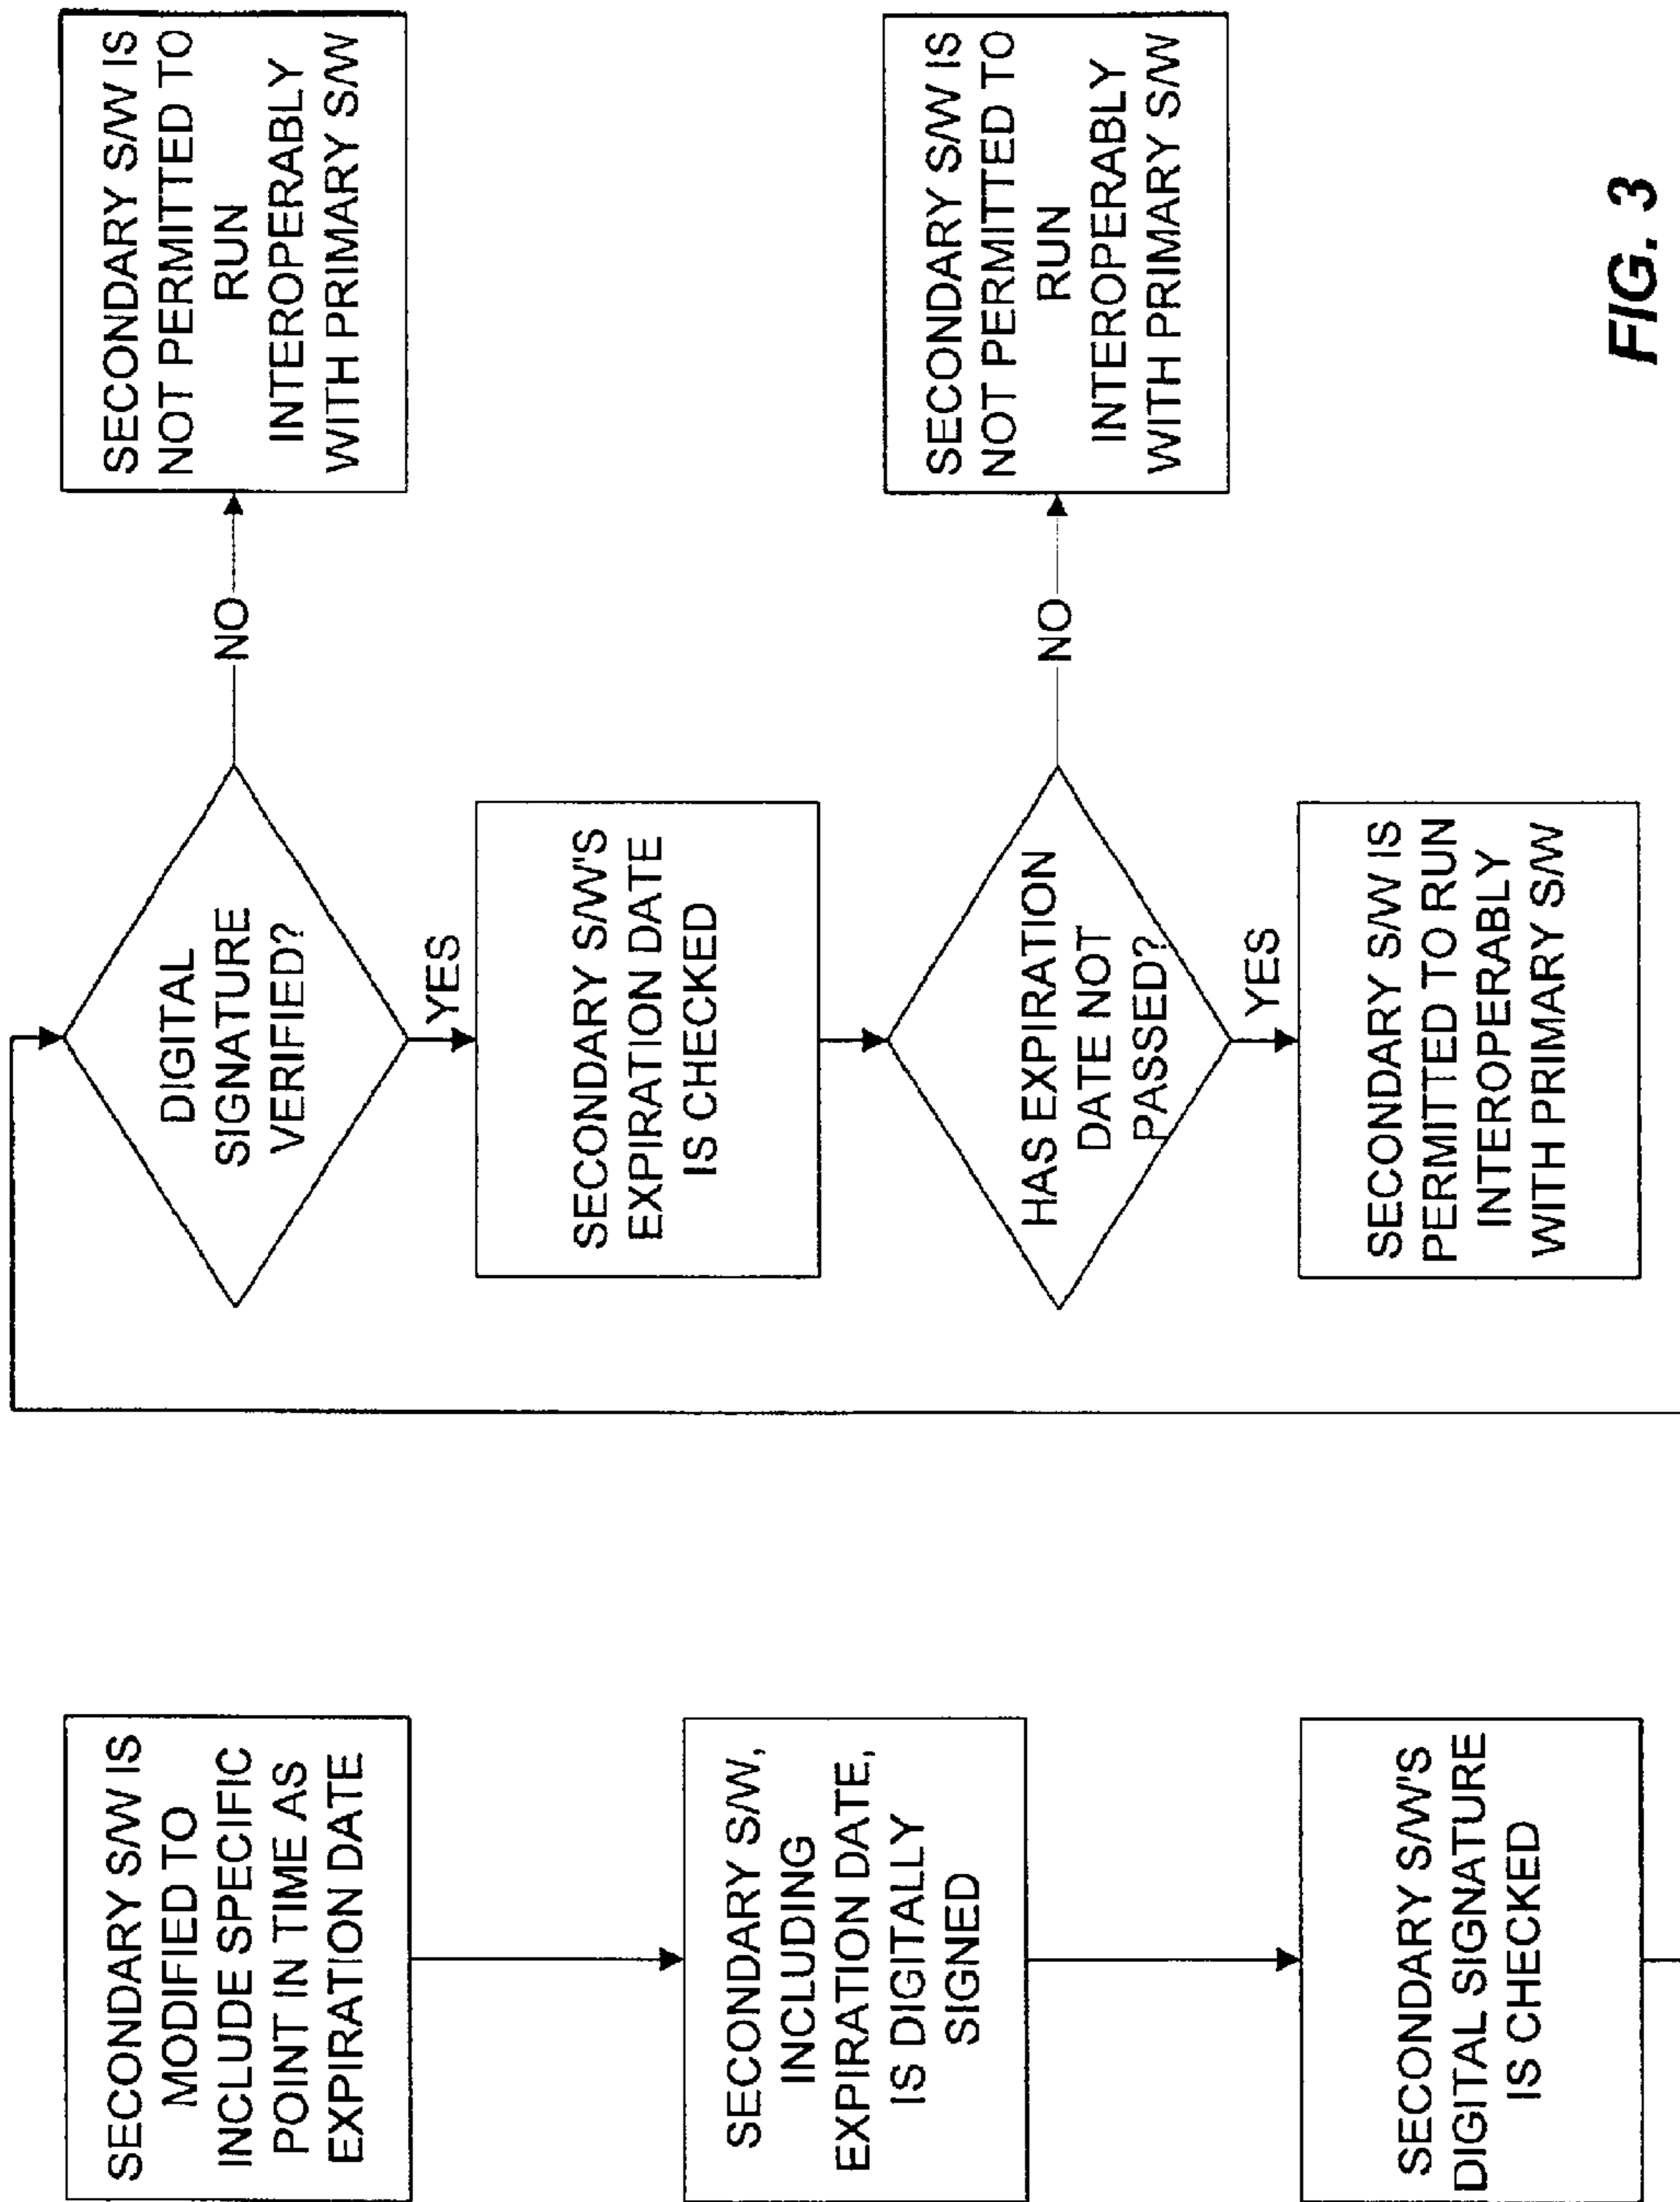 SECONDARY S/W IS
MODIFIED TO
INCLUDE SPECIFIC
POINT IN TIME AS
EXPIRATION DATE
SECONDARY S/W,
INCLUDING
EXPIRATION DATE,
IS DIGITALLY
SIGNED
SECONDARY S/W'S
DIGITAL SIGNATURE
IS CHECKED
DIGITAL
SIGNATURE
VERIFIED?
NO
SECONDARY S/W IS
NOT PERMITTED TO
RUN
INTEROPERABLY
WITH PRIMARY S/W
YES
SECONDARY S/W'S
EXPIRATION DATE
IS CHECKED
HAS EXPIRATION
DATE NOT
PASSED?
NO
SECONDARY S/W IS
NOT PERMITTED TO
RUN
INTEROPERABLY
WITH PRIMARY S/W
YES
SECONDARY S/W IS
PERMITTED TO RUN
INTEROPERABLY
WITH PRIMARY S/W
FIG. 3